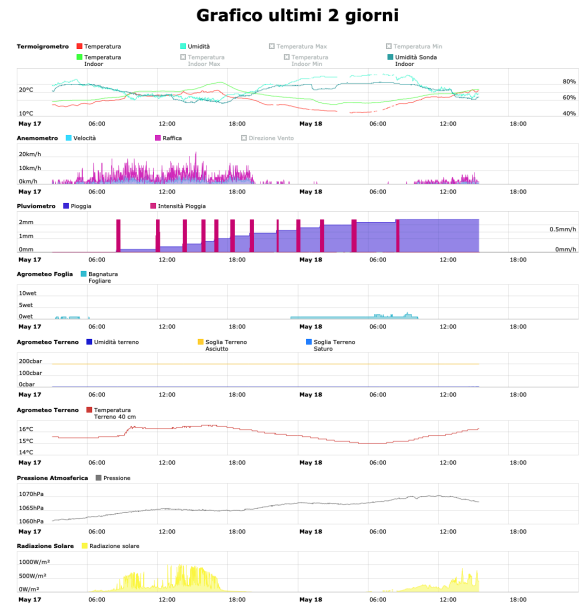 Grafico ultimi 2 giorni
Termoigrometro Temperatura Umidità Temperatura Max Temperatura Min
Temperatura Indoor Temperatura Indoor Max Temperatura Indoor Min Umidità Sonda Indoor
20°C 80%
60%
10°C 40%
May 17 06:00 12:00 18:00 May 18 06:00 12:00 18:00
Anemometro Velocità Raffica Direzione Vento
20km/h
10km/h
0km/h
May 17 06:00 12:00 18:00 May 18 06:00 12:00 18:00
Pluviometro Pioggia Intensità Pioggia
2mm
0.5mm/h
1mm
0mm 0mm/h
May 17 06:00 12:00 18:00 May 18 06:00 12:00 18:00
Agrometeo Foglia Bagnatura Fogliare
10wet
5wet
0wet
May 17 06:00 12:00 18:00 May 18 06:00 12:00 18:00
Agrometeo Terreno Umidità terreno Soglia Terreno Asciutto Soglia Terreno Saturo
200cbar
100cbar
0cbar
May 17 06:00 12:00 18:00 May 18 06:00 12:00 18:00
Agrometeo Terreno Temperatura Terreno 40 cm
16°C
15°C
14°C
May 17 06:00 12:00 18:00 May 18 06:00 12:00 18:00
Pressione Atmosferica Pressione
1070hPa
1065hPa
1060hPa
May 17 06:00 12:00 18:00 May 18 06:00 12:00 18:00
Radiazione Solare Radiazione solare
1000W/m²
500W/m²
0W/m²
May 17 06:00 12:00 18:00 May 18 06:00 12:00 18:00